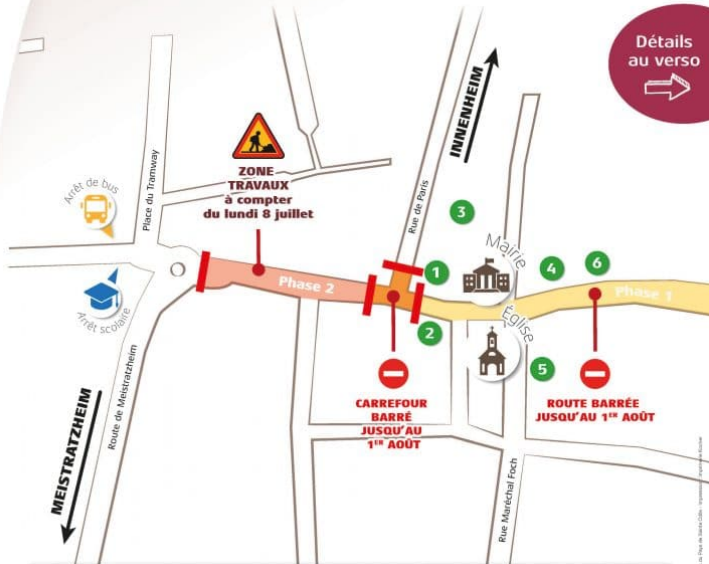 Détails
au verso
INNENHEIM
Rue de Paris
Arrêt de bus
Place du Tramway
ZONE
TRAVAUX
à compter
du lundi 8 juillet
3
Mairie
1
4
6
Phase 2
Phase 1
Arrêt scolaire
2
Église
5
CARREFOUR
BARRÉ
JUSQU'AU
1ER AOÛT
ROUTE BARRÉE
JUSQU'AU 1ER AOÛT
MEISTRATZHEIM
Route de Meistratzheim
Rue Maréchal Foch